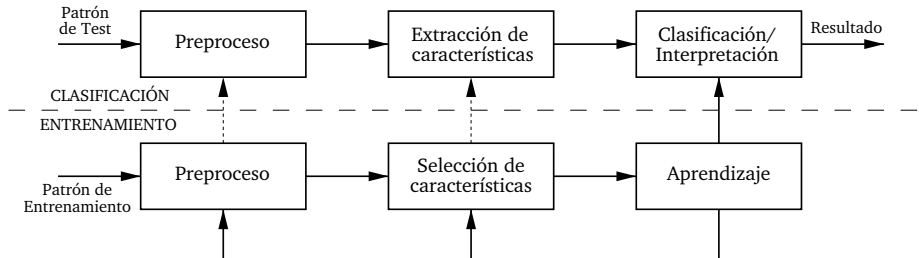 Patrón
de Test
Preproceso
Extracción de
características
Clasificación/
Interpretación
Resultado
CLASIFICACIÓN
ENTRENAMIENTO
Patrón de
Entrenamiento
Preproceso
Selección de
características
Aprendizaje